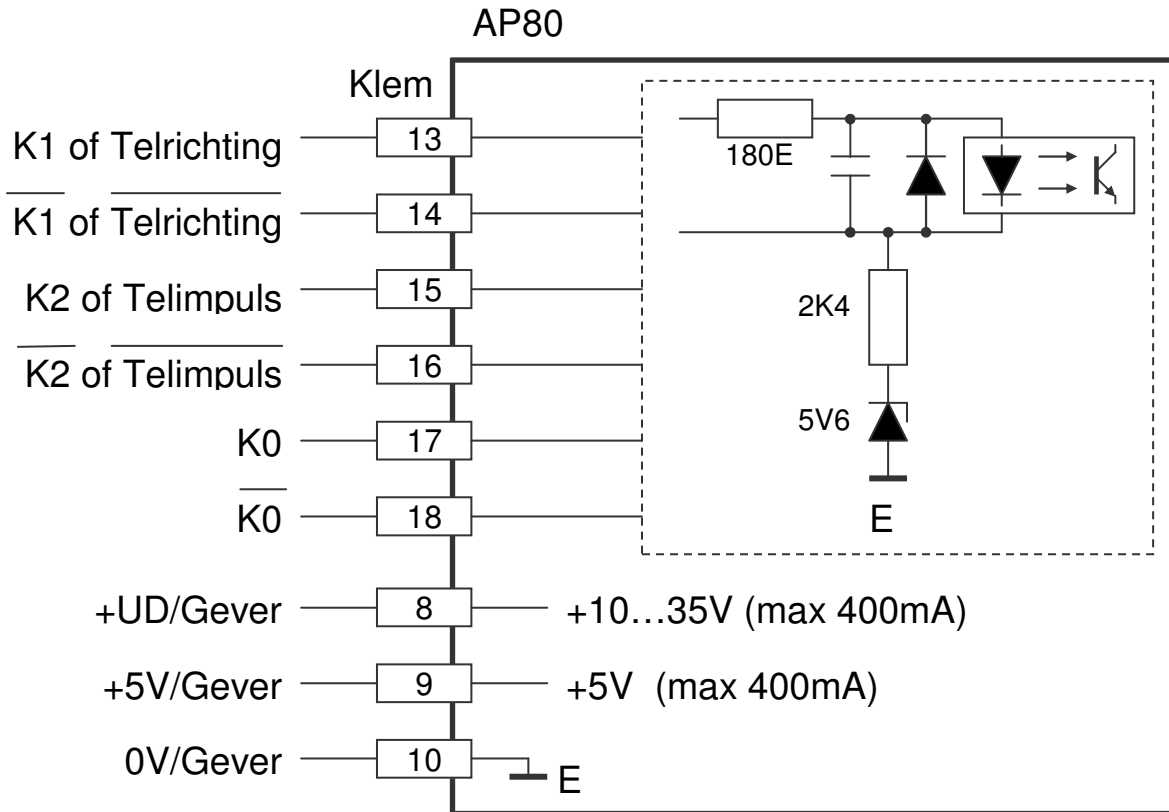 AP80
Klem
K1 of Telrichting
13
180E
K1 of Telrichting
14
K2 of Telimpuls
15
2K4
K2 of Telimpuls
16
5V6
K0
17
K0
18
E
+UD/Gever
8
+10...35V (max 400mA)
+5V/Gever
9
+5V (max 400mA)
0V/Gever
10
E